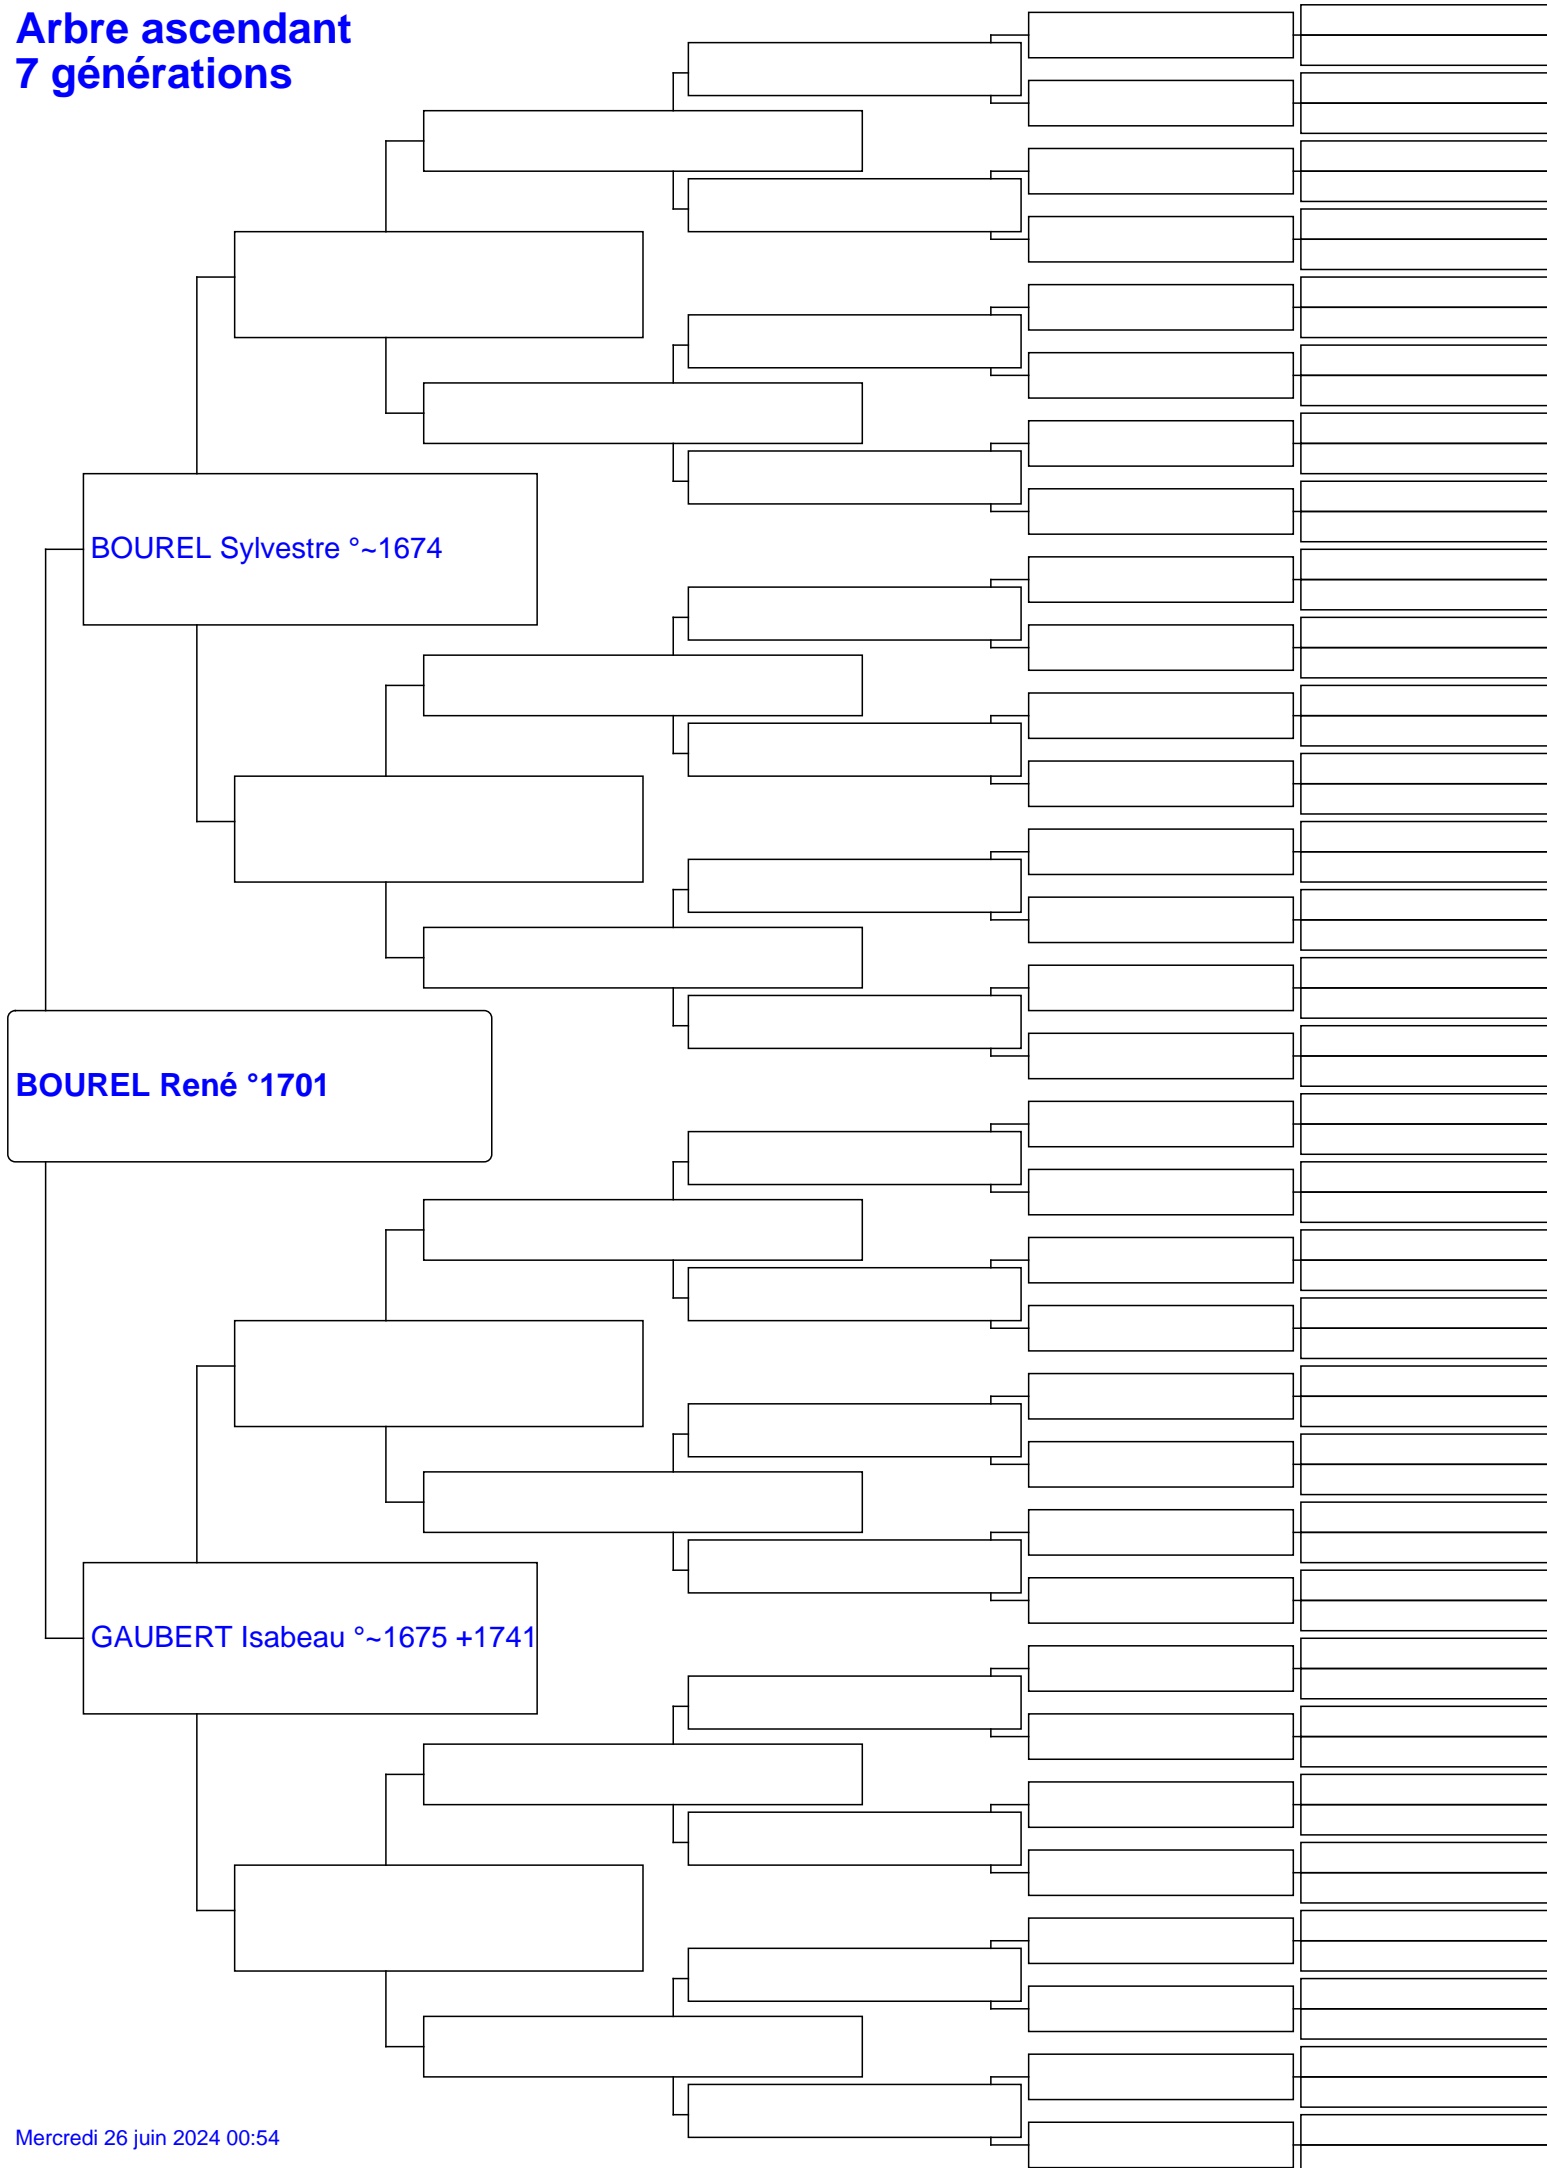 Arbre ascendant
7 générations
BOUREL Sylvestre °~1674
BOUREL René °1701
GAUBERT Isabeau °~1675 +1741
Mercredi 26 juin 2024 00:54